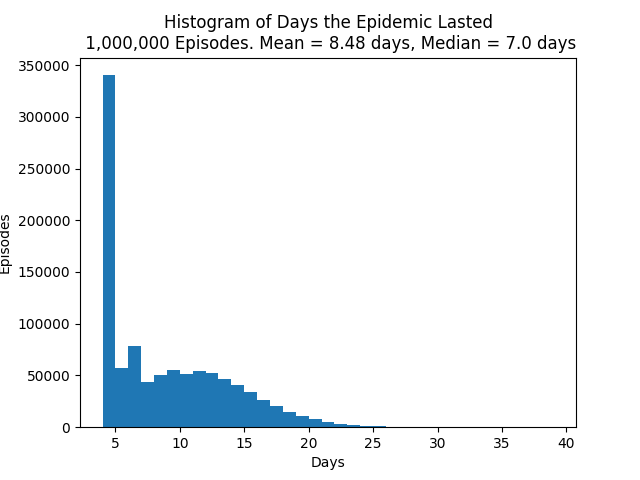 Histogram of Days the Epidemic Lasted
1,000,000 Episodes. Mean = 8.48 days, Median = 7.0 days
350000
300000
250000
200000
150000
100000
50000
0
Episodes
5 10 15 20 25 30 35 40
Days